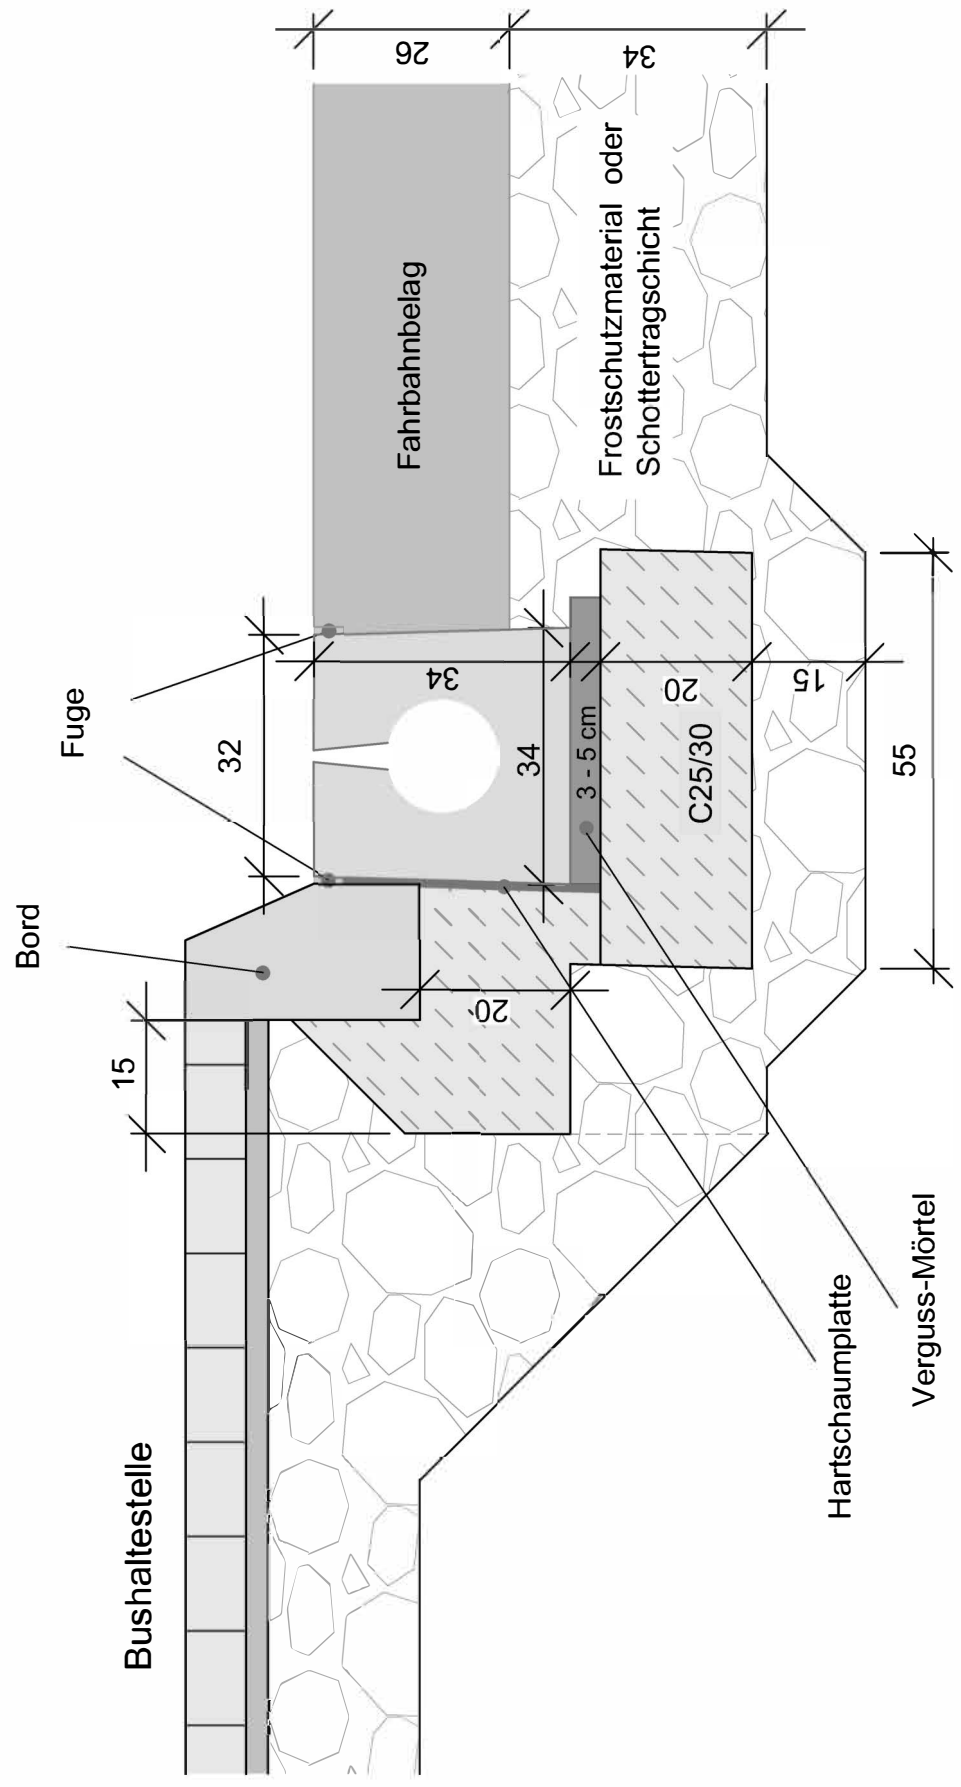 Bushaltestelle
15
Bord
Fuge
32
26
34
Fahrbahnbelag
Frostschutzmaterial oder
Schottertragschicht
34
34
3 - 5 cm
20
20
C25/30
15
55
Hartschaumplatte
Verguss-Mörtel